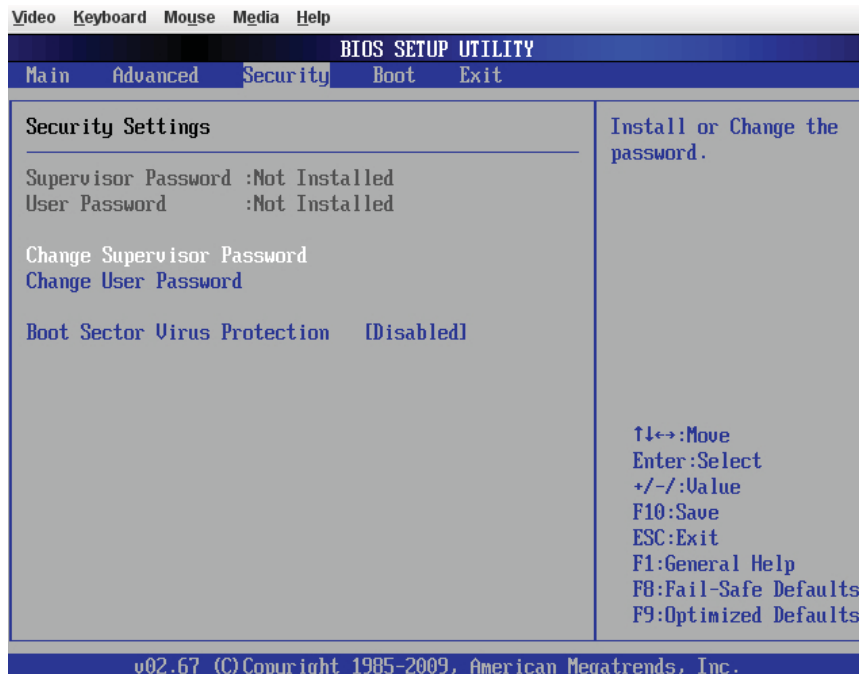 Video Keyboard Mouse Media Help
BIOS SETUP UTILITY
Main Advanced Security Boot Exit
Security Settings
Supervisor Password :Not Installed
User Password :Not Installed
Change Supervisor Password
Change User Password
Boot Sector Virus Protection [Disabled]
Install or Change the
password.
↑↓←→:Move
Enter:Select
+/-/:Value
F10:Save
ESC:Exit
F1:General Help
F8:Fail-Safe Defaults
F9:Optimized Defaults
v02.67 (C)Copyright 1985-2009, American Megatrends, Inc.